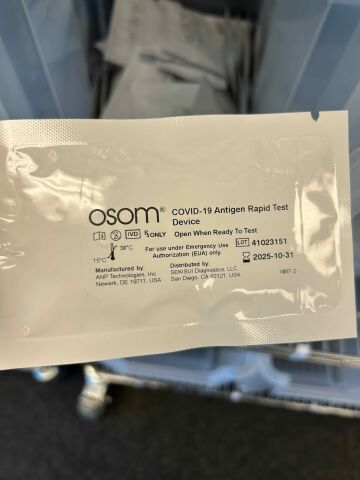 osom® COVID-19 Antigen Rapid Test
Device
IVD ℞ ONLY Open When Ready To Test
30°C
15°C
For use under Emergency Use
Authorization (EUA) only.
LOT 41023151
2025-10-31
Manufactured by:
ANP Technologies, Inc.
Newark, DE 19711, USA
Distributed by:
SEKISUI Diagnostics, LLC
San Diego, CA 92121, USA
1867-2